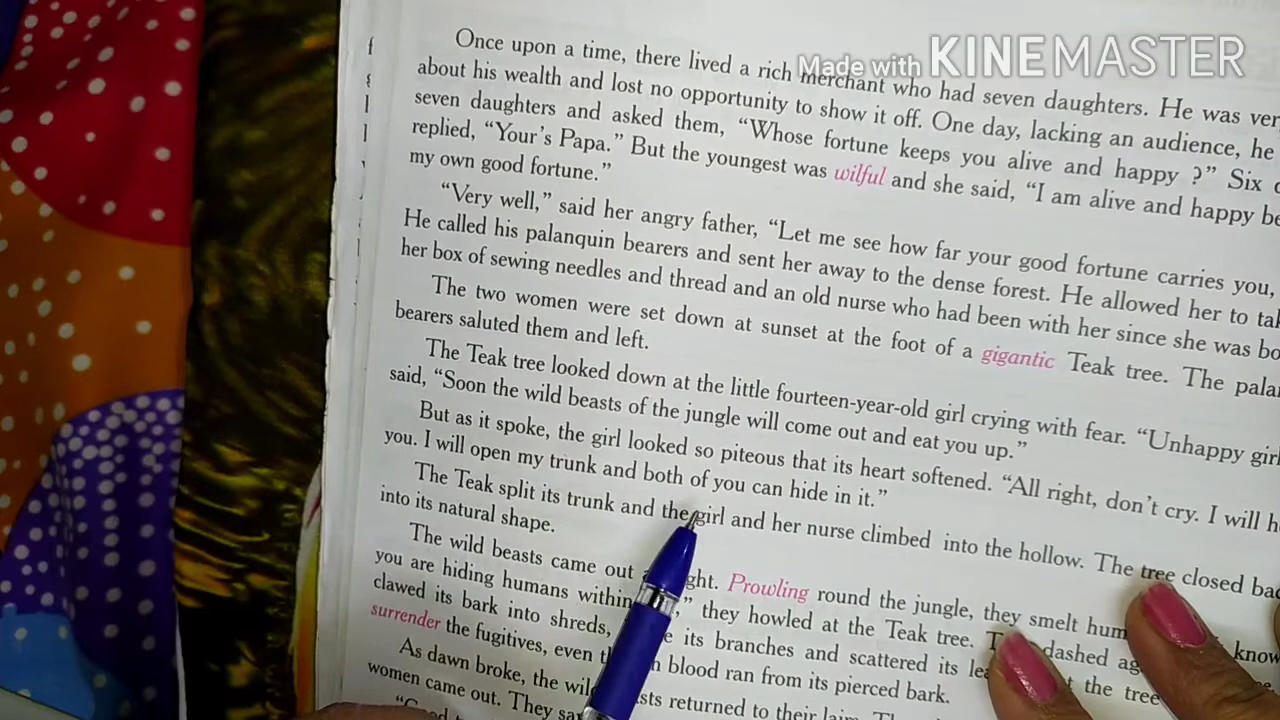 Made with KINEMASTER
Once upon a time, there lived a rich merchant who had seven daughters. He was
about his wealth and lost no opportunity to show it off. One day, lacking an audience, he
seven daughters and asked them, “Whose fortune keeps you alive and happy ?” Six
replied, “Your's Papa.” But the youngest was wilful and she said, “I am alive and happy
my own good fortune.”
“Very well,” said her angry father, “Let me see how far your good fortune carries you,
He called his palanquin bearers and sent her away to the dense forest. He allowed her to
her box of sewing needles and thread and an old nurse who had been with her since she was
The two women were set down at sunset at the foot of a gigantic Teak tree. The
bearers saluted them and left.
The Teak tree looked down at the little fourteen-year-old girl crying with fear. “Unhappy
said, “Soon the wild beasts of the jungle will come out and eat you up.”
But as it spoke, the girl looked so piteous that its heart softened. “All right, don't cry. I will
you. I will open my trunk and both of you can hide in it.”
The Teak split its trunk and the girl and her nurse climbed into the hollow. The tree closed
into its natural shape.
The wild beasts came out Prowling round the jungle, they smelt
you are hiding humans within ” they howled at the Teak tree. dashed
clawed its bark into shreds, its branches and scattered its the tree
surrender the fugitives, even blood ran from its pierced bark.
As dawn broke, the returned to their
women came out. They